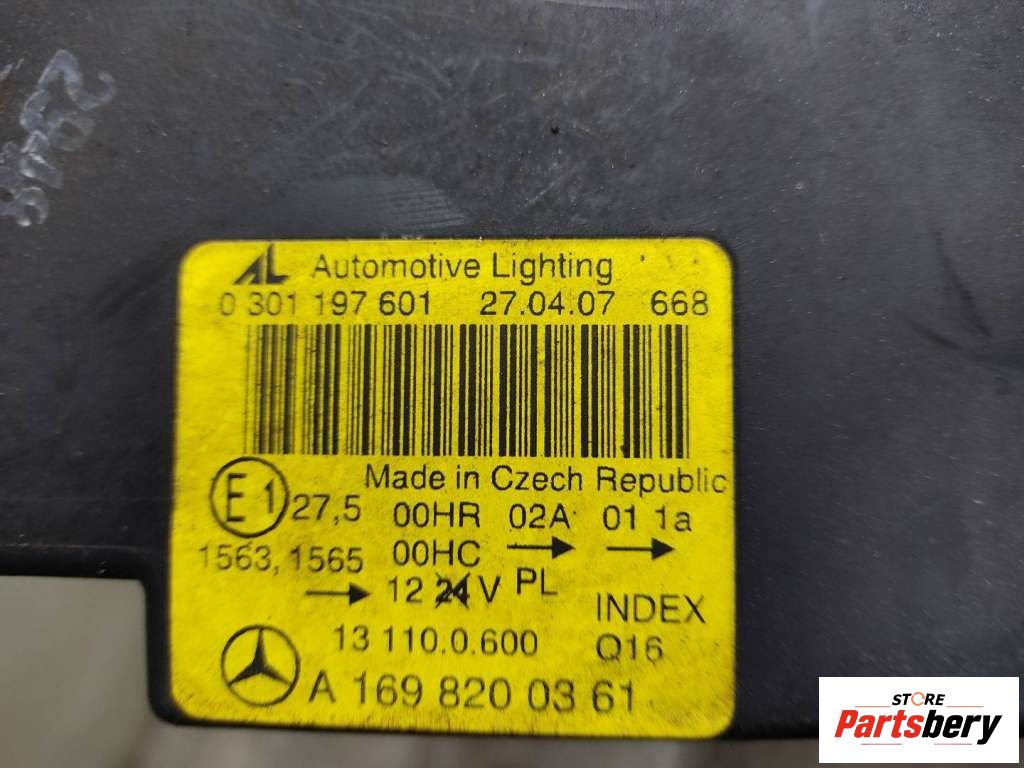 AL Automotive Lighting
0 301 197 601 27.04.07 668
Made in Czech Republic
E1 27,5 00HR 02A 01 1a
1563, 1565 00HC → →
→ 12 24 V PL
INDEX
13 110.0.600 Q16
A 169 820 03 61
STORE
Partsbery